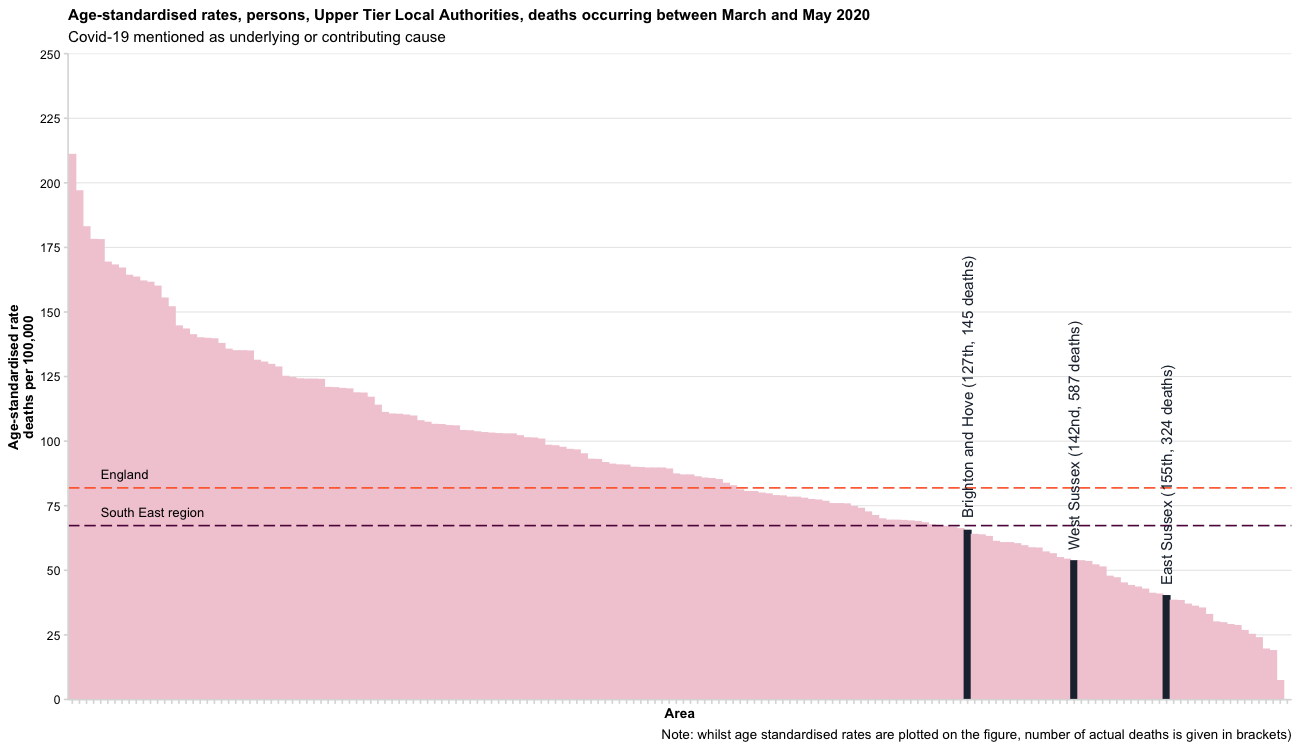 Age-standardised rates, persons, Upper Tier Local Authorities, deaths occurring between March and May 2020
Covid-19 mentioned as underlying or contributing cause
250
225
200
175
150
125
100
75
50
25
0
Age-standardised rate
deaths per 100,000
England
South East region
Brighton and Hove (127th, 145 deaths)
West Sussex (142nd, 587 deaths)
East Sussex (155th, 324 deaths)
Area
Note: whilst age standardised rates are plotted on the figure, number of actual deaths is given in brackets)